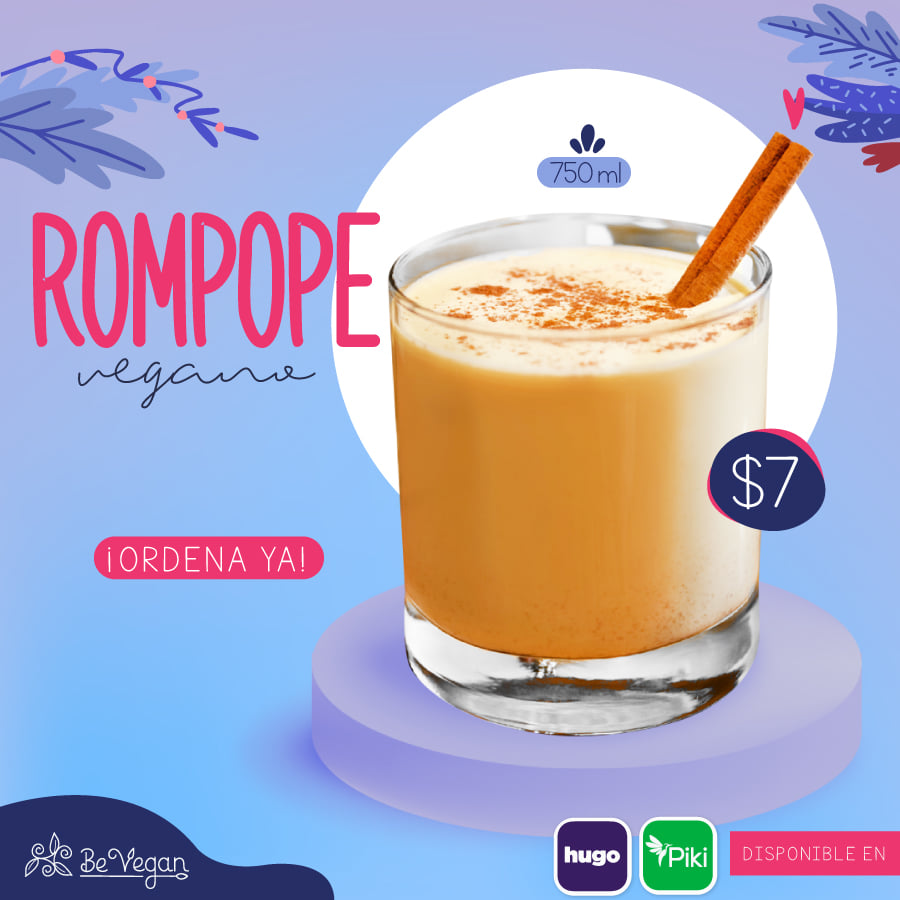 750 ml
ROMPOPE
vegano
$7
¡ORDENA YA!
Be Vegan
hugo
Piki
DISPONIBLE EN